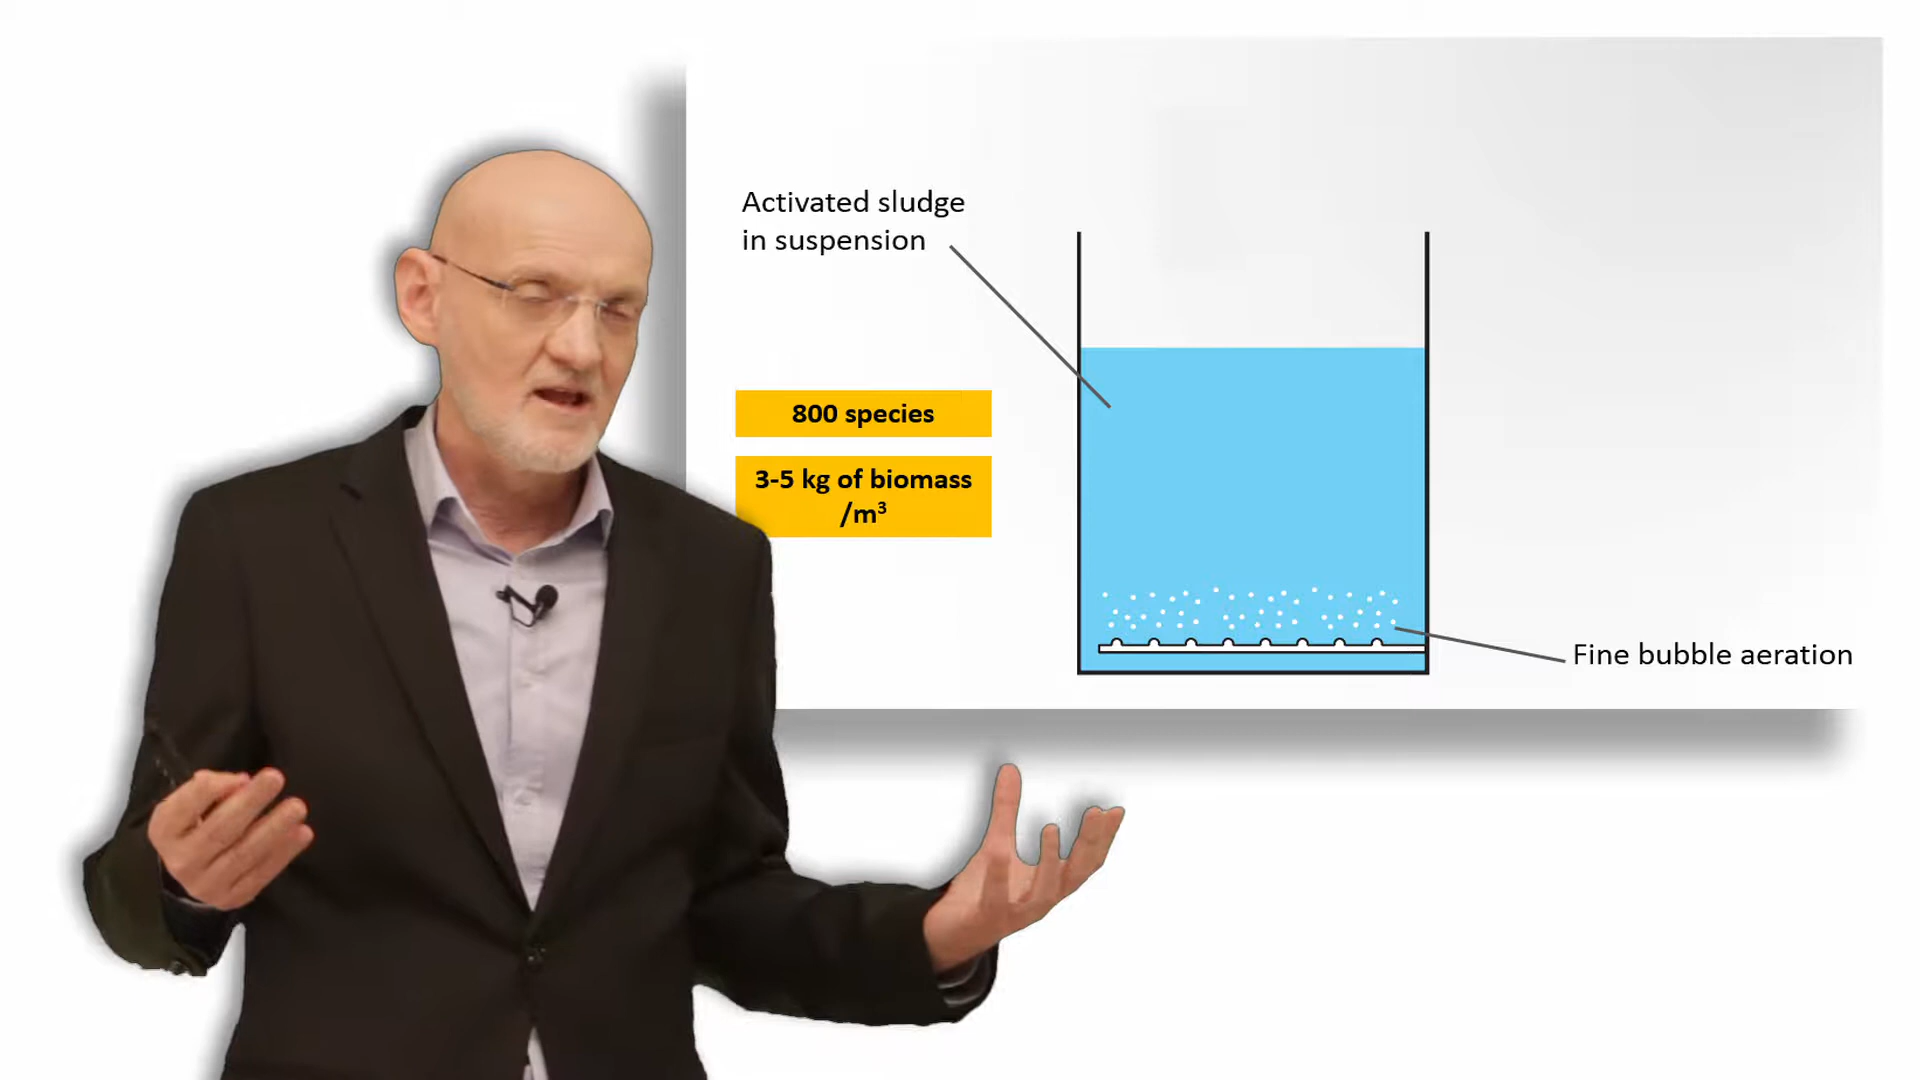 Activated sludge
in suspension
800 species
3-5 kg of biomass
/m³
Fine bubble aeration